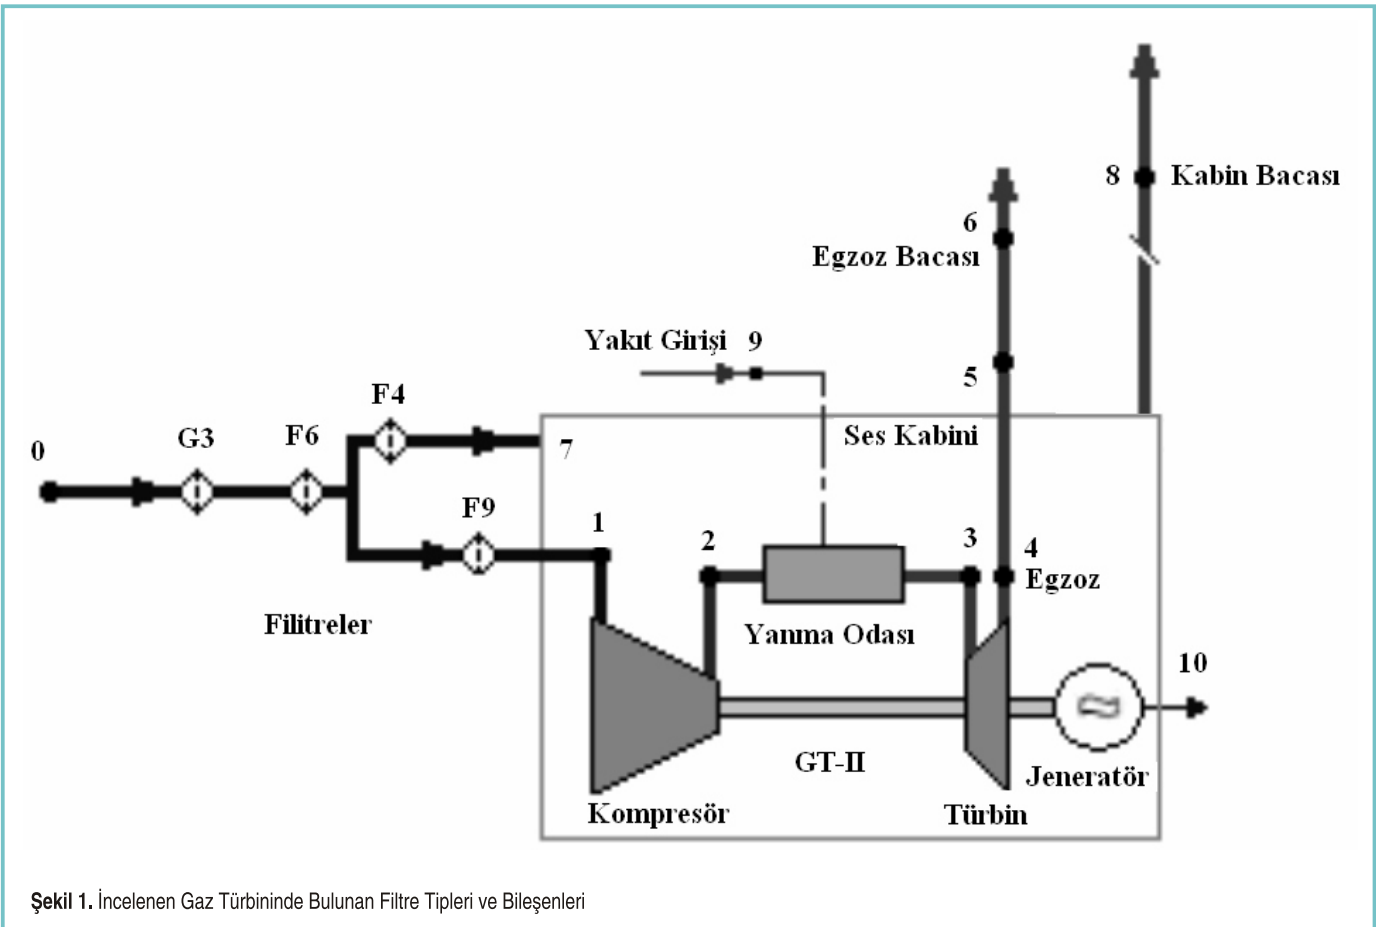 8 Kabin Bacası
6
Egzoz Bacası
Yakıt Girişi 9
5
F4
0
G3
F6
7
Ses Kabini
F9
1
2
3
4
Egzoz
Filitreler
Yanma Odası
10
GT-II
Jeneratör
Kompresör
Türbin
Şekil 1. İncelenen Gaz Türbininde Bulunan Filtre Tipleri ve Bileşenleri